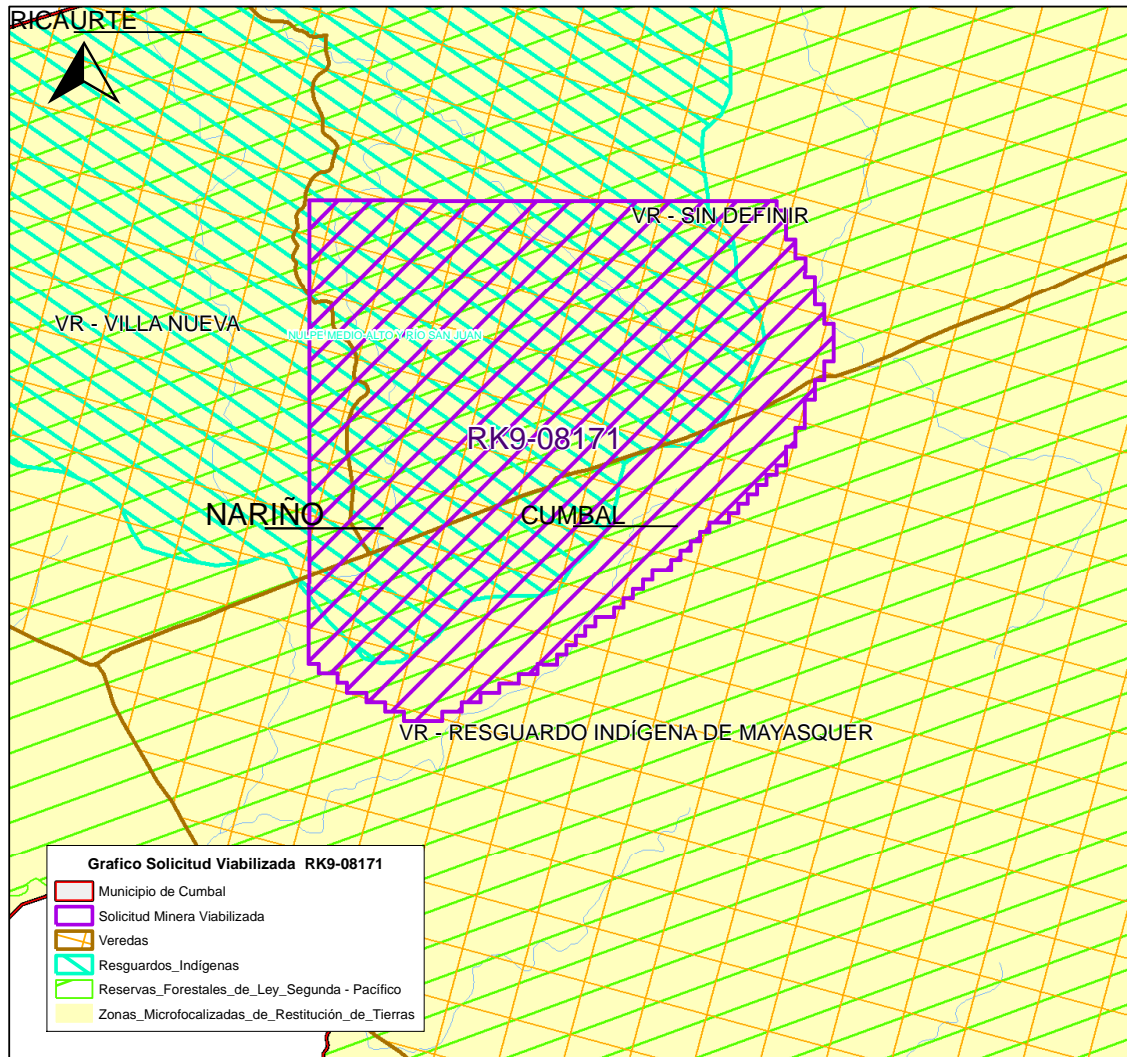 RICAURTE
VR - SIN DEFINIR
VR - VILLA NUEVA
NULPE MEDIO-ALTO Y RÍO SAN JUAN
RK9-08171
NARIÑO
CUMBAL
VR - RESGUARDO INDÍGENA DE MAYASQUER
Grafico Solicitud Viabilizada RK9-08171
Municipio de Cumbal
Solicitud Minera Viabilizada
Veredas
Resguardos_Indígenas
Reservas_Forestales_de_Ley_Segunda - Pacífico
Zonas_Microfocalizadas_de_Restitución_de_Tierras